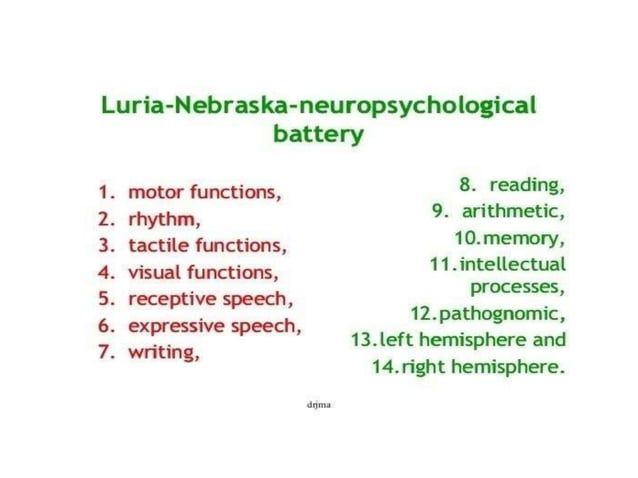 Luria-Nebraska-neuropsychological
battery
1. motor functions,
2. rhythm,
3. tactile functions,
4. visual functions,
5. receptive speech,
6. expressive speech,
7. writing,
8. reading,
9. arithmetic,
10.memory,
11.intellectual
processes,
12.pathognomic,
13.left hemisphere and
14.right hemisphere.
drjma